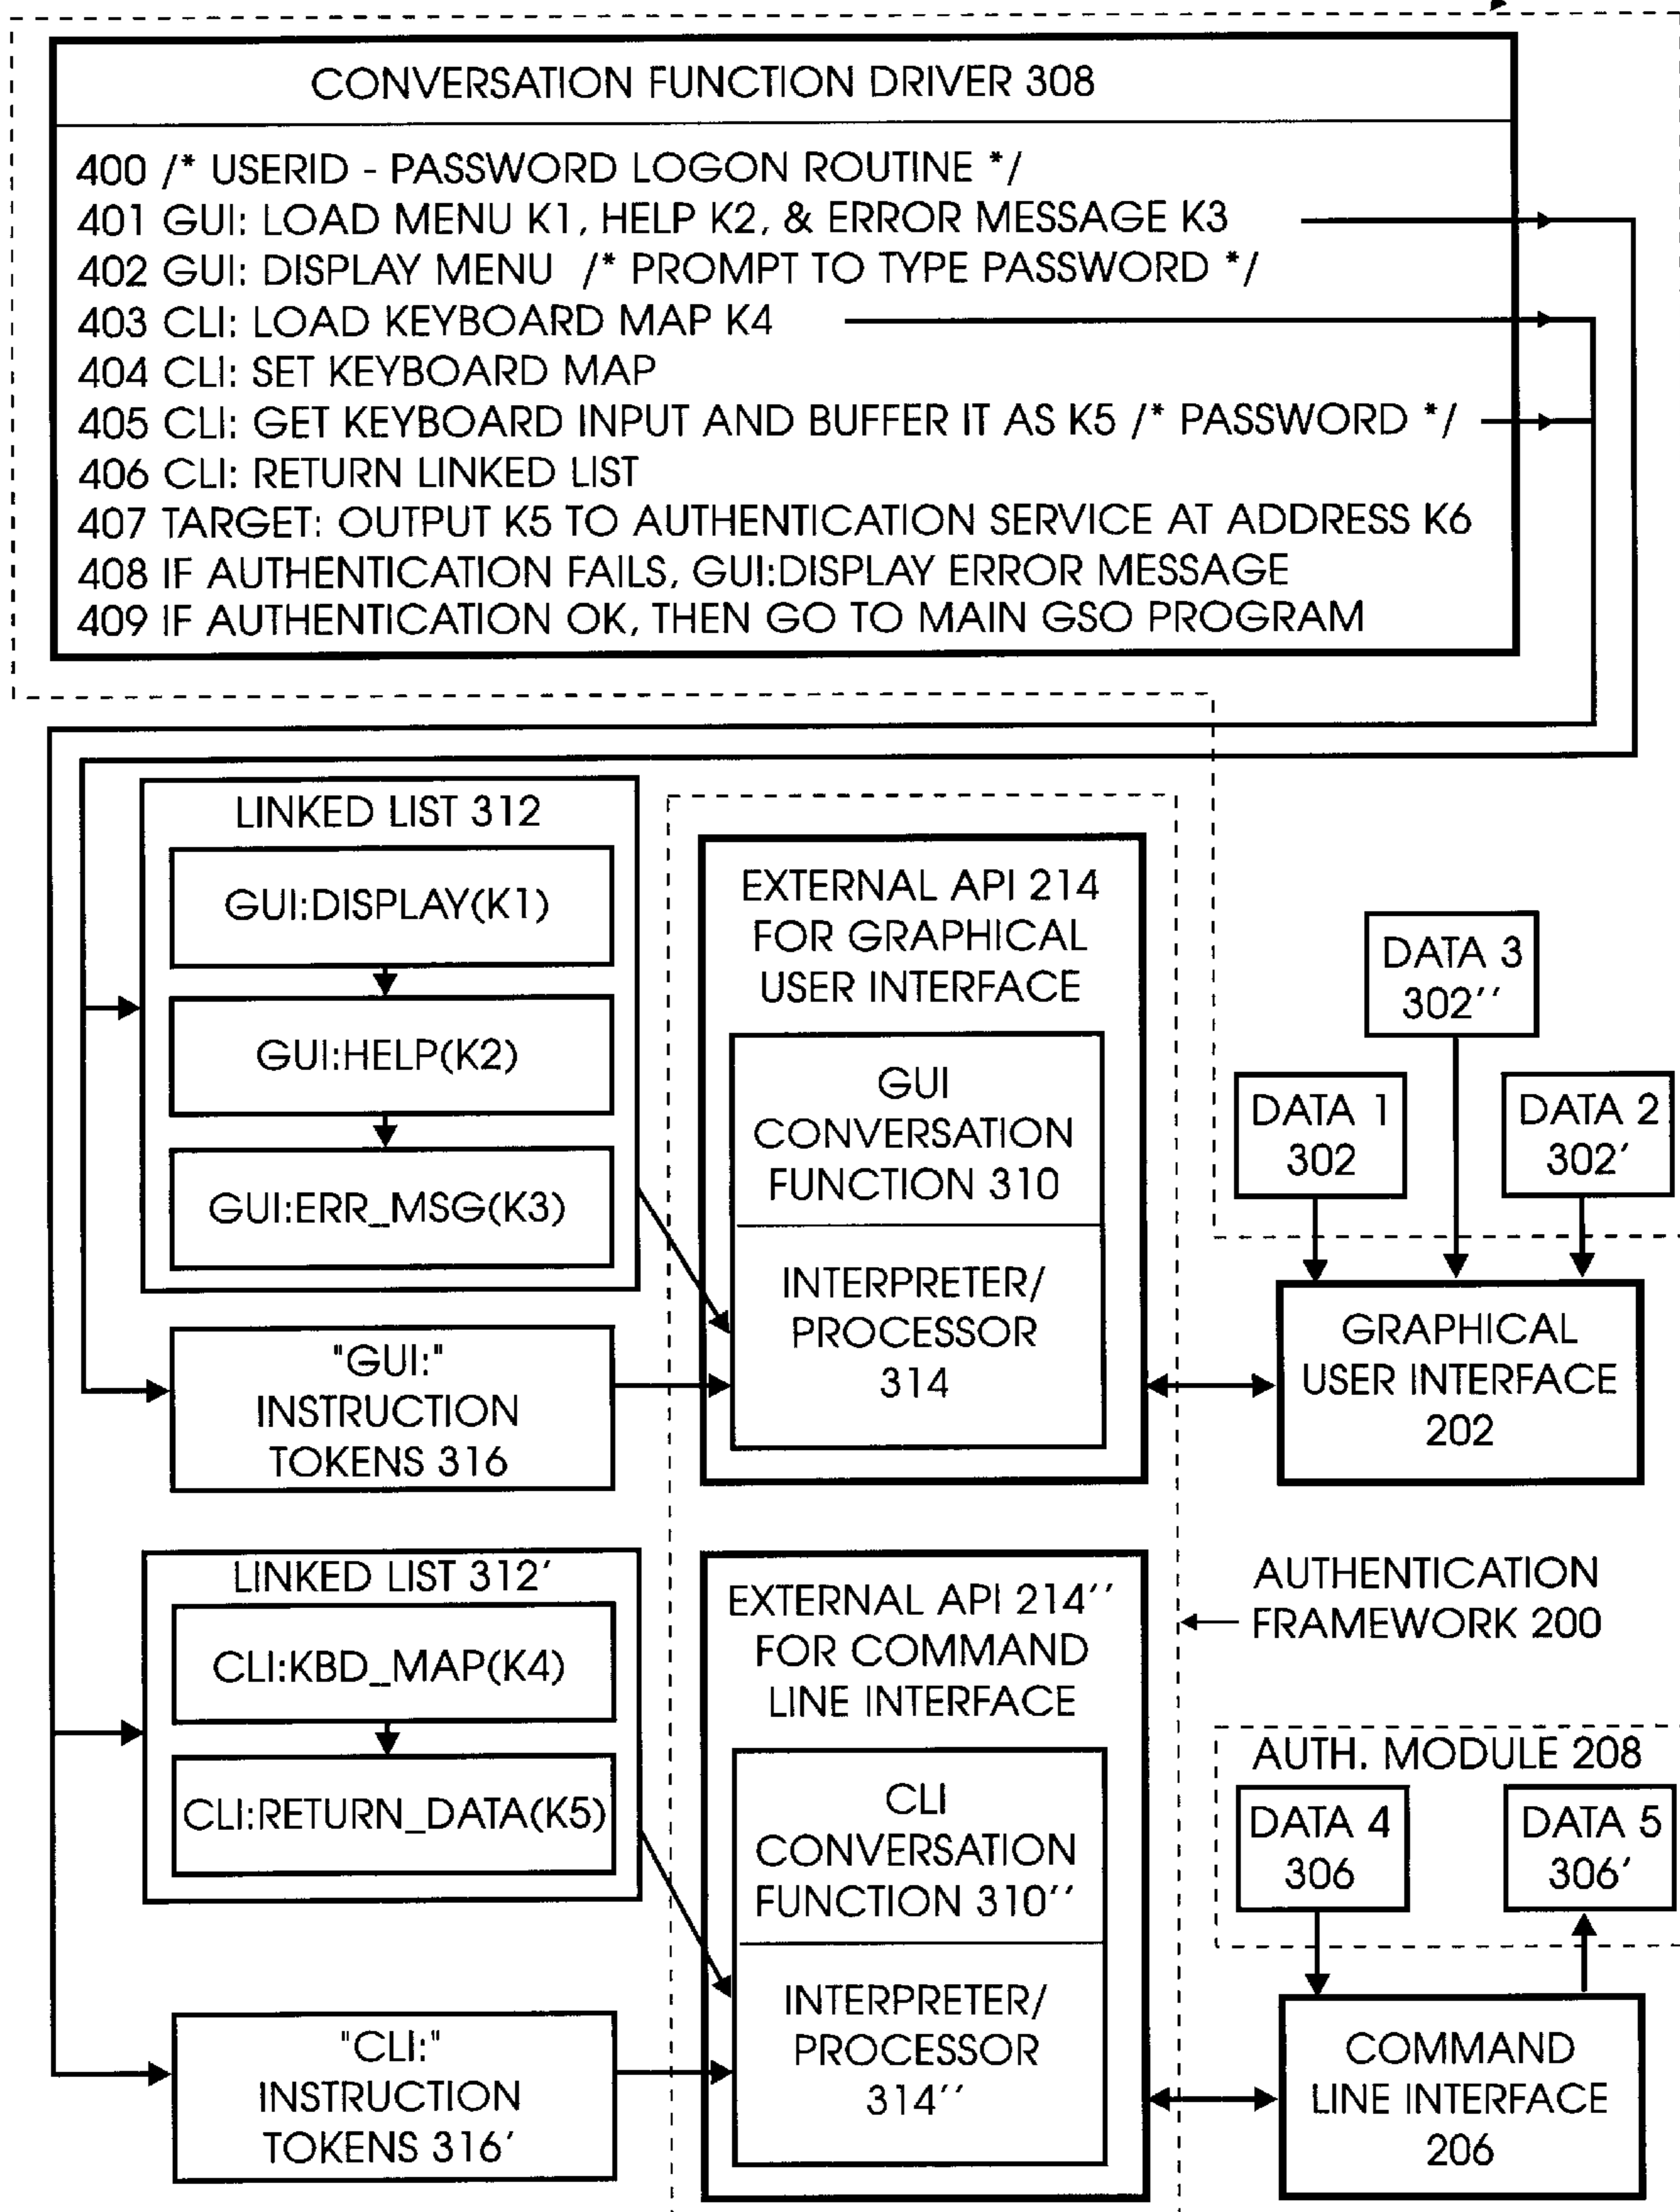 CONVERSATION FUNCTION DRIVER 308
400 /* USERID - PASSWORD LOGON ROUTINE */
401 GUI: LOAD MENU K1, HELP K2, & ERROR MESSAGE K3
402 GUI: DISPLAY MENU /* PROMPT TO TYPE PASSWORD */
403 CLI: LOAD KEYBOARD MAP K4
404 CLI: SET KEYBOARD MAP
405 CLI: GET KEYBOARD INPUT AND BUFFER IT AS K5 /* PASSWORD */
406 CLI: RETURN LINKED LIST
407 TARGET: OUTPUT K5 TO AUTHENTICATION SERVICE AT ADDRESS K6
408 IF AUTHENTICATION FAILS, GUI:DISPLAY ERROR MESSAGE
409 IF AUTHENTICATION OK, THEN GO TO MAIN GSO PROGRAM
LINKED LIST 312
GUI:DISPLAY(K1)
GUI:HELP(K2)
GUI:ERR_MSG(K3)
"GUI:"
INSTRUCTION
TOKENS 316
EXTERNAL API 214
FOR GRAPHICAL
USER INTERFACE
GUI
CONVERSATION
FUNCTION 310
INTERPRETER/
PROCESSOR
314
DATA 3
302''
DATA 1
302
DATA 2
302'
GRAPHICAL
USER INTERFACE
202
LINKED LIST 312'
CLI:KBD_MAP(K4)
CLI:RETURN_DATA(K5)
"CLI:"
INSTRUCTION
TOKENS 316'
EXTERNAL API 214''
FOR COMMAND
LINE INTERFACE
CLI
CONVERSATION
FUNCTION 310''
INTERPRETER/
PROCESSOR
314''
AUTHENTICATION
FRAMEWORK 200
AUTH. MODULE 208
DATA 4
306
DATA 5
306'
COMMAND
LINE INTERFACE
206